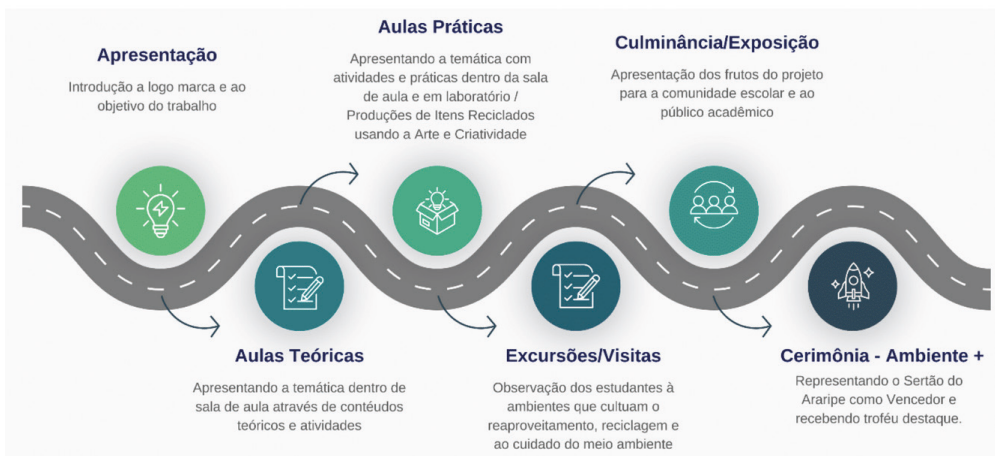 Apresentação
Introdução a logo marca e ao
objetivo do trabalho
Aulas Teóricas
Apresentando a temática dentro de
sala de aula através de contéudos
teóricos e atividades
Aulas Práticas
Apresentando a temática com
atividades e práticas dentro da sala
de aula e em laboratório /
Produções de Itens Reciclados
usando a Arte e Criatividade
Excursões/Visitas
Observação dos estudantes à
ambientes que cultuam o
reaproveitamento, reciclagem e
ao cuidado do meio ambiente
Culminância/Exposição
Apresentação dos frutos do projeto
para a comunidade escolar e ao
público acadêmico
Cerimônia - Ambiente +
Representando o Sertão do
Araripe como Vencedor e
recebendo troféu destaque.